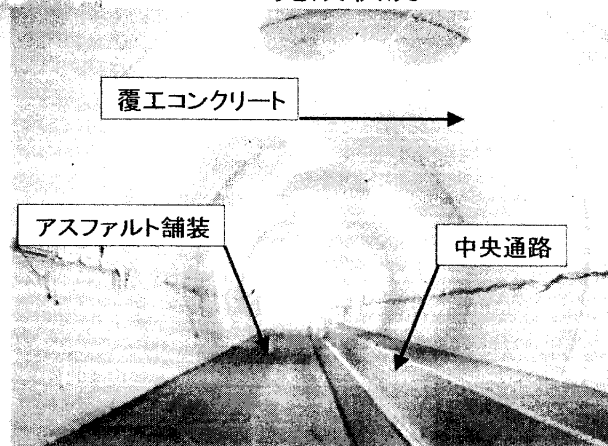 覆工コンクリート
アスファルト舗装
中央通路